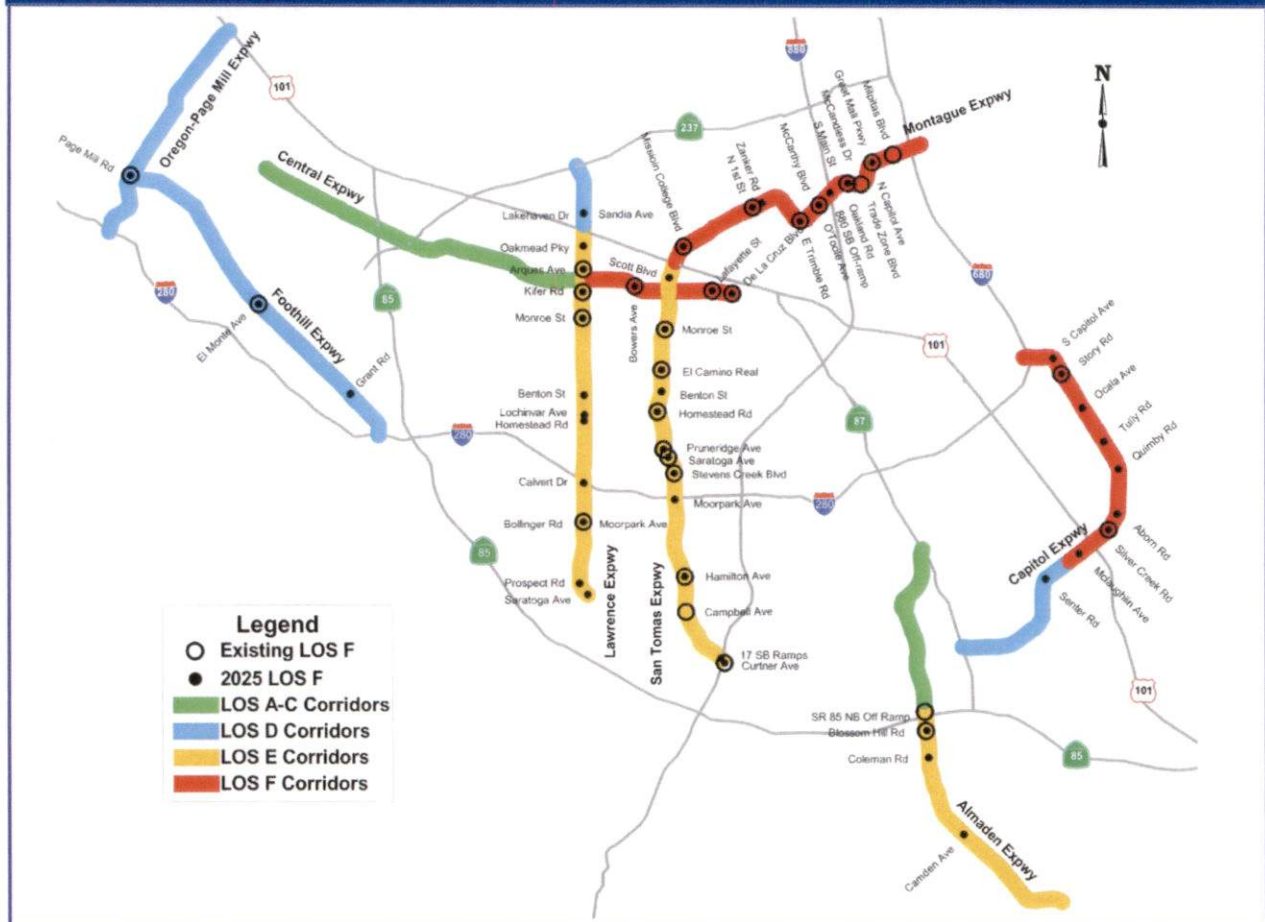 101
880
N
Oregon-Page Mill Expwy
Page Mill Rd
Central Expwy
237
Mission College Blvd
Zanker Rd
N 1st St
McCarthy Blvd
S Main St
McCandless Dr
Great Mall Pkwy
Milpitas Blvd
Montague Expwy
N Capitol Ave
Trade Zone Blvd
Oakland Rd
880 SB Off-ramp
O'Toole Ave
E Trimble Rd
De La Cruz Blvd
Lafayette St
Scott Blvd
Bowers Ave
Lakehaven Dr
Sandia Ave
Oakmead Pky
Arques Ave
Kifer Rd
Monroe St
Benton St
Lochinvar Ave
Homestead Rd
Calvert Dr
Bollinger Rd
Moorpark Ave
Prospect Rd
Saratoga Ave
Lawrence Expwy
280
85
Foothill Expwy
El Monte Ave
Grant Rd
280
85
Monroe St
El Camino Real
Benton St
Homestead Rd
Pruneridge Ave
Saratoga Ave
Stevens Creek Blvd
Moorpark Ave
Hamilton Ave
Campbell Ave
17 SB Ramps
Curtner Ave
San Tomas Expwy
680
101
87
280
S Capitol Ave
Story Rd
Ocala Ave
Tully Rd
Quimby Rd
Aborn Rd
Silver Creek Rd
Mclaughlin Ave
Senter Rd
Capitol Expwy
101
85
SR 85 NB Off Ramp
Blossom Hill Rd
Coleman Rd
Camden Ave
Almaden Expwy
Legend
Existing LOS F
2025 LOS F
LOS A-C Corridors
LOS D Corridors
LOS E Corridors
LOS F Corridors